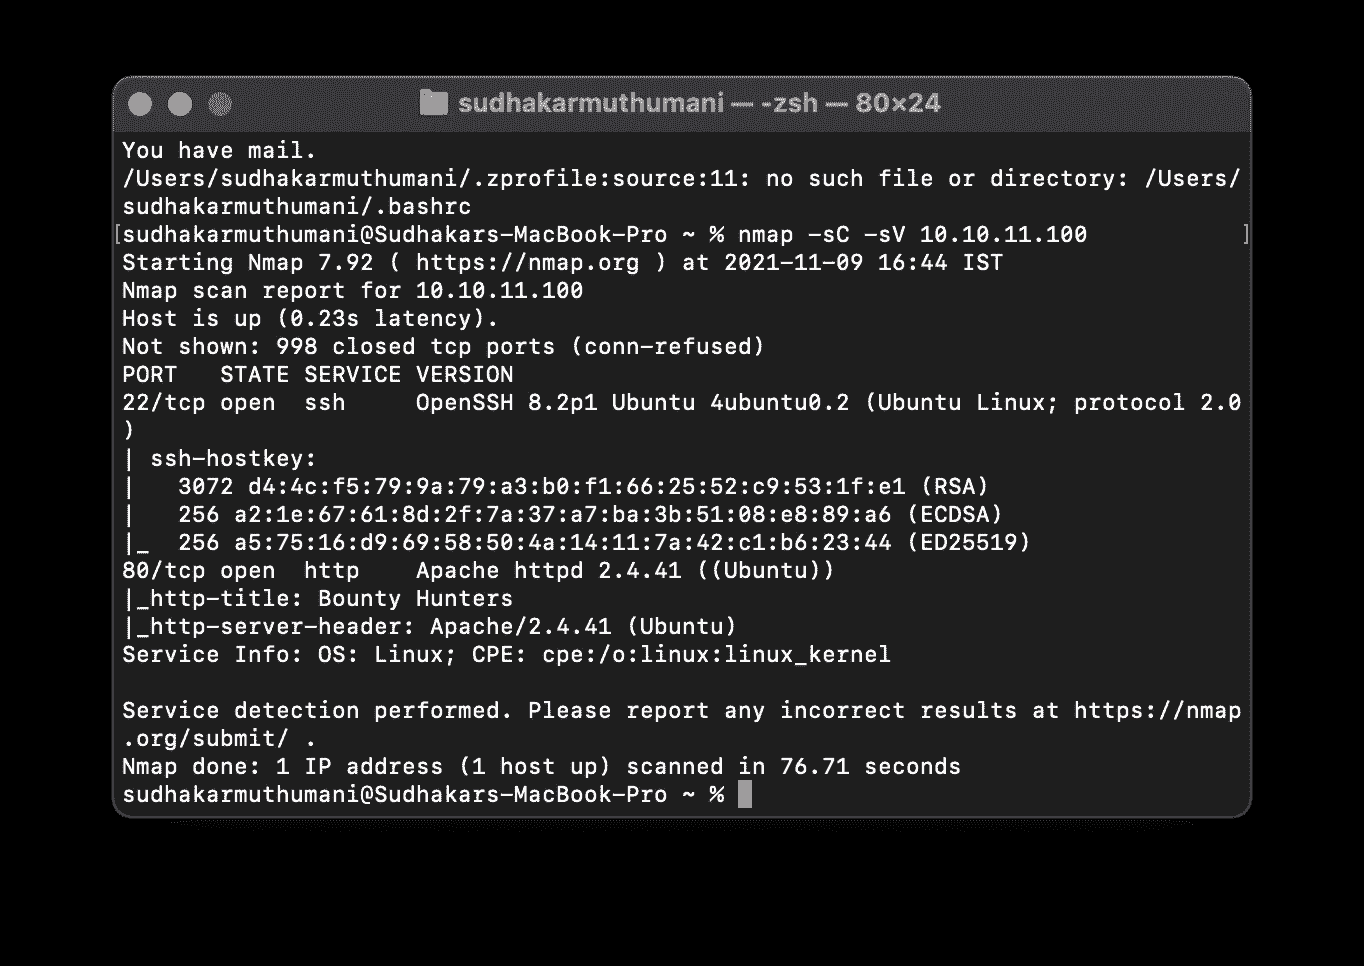 sudhakarmuthumani — -zsh — 80×24
You have mail.
/Users/sudhakarmuthumani/.zprofile:source:11: no such file or directory: /Users/
sudhakarmuthumani/.bashrc
[sudhakarmuthumani@Sudhakars-MacBook-Pro ~ % nmap -sC -sV 10.10.11.100 ]
Starting Nmap 7.92 ( https://nmap.org ) at 2021-11-09 16:44 IST
Nmap scan report for 10.10.11.100
Host is up (0.23s latency).
Not shown: 998 closed tcp ports (conn-refused)
PORT   STATE SERVICE VERSION
22/tcp open  ssh     OpenSSH 8.2p1 Ubuntu 4ubuntu0.2 (Ubuntu Linux; protocol 2.0
)
| ssh-hostkey:
|   3072 d4:4c:f5:79:9a:79:a3:b0:f1:66:25:52:c9:53:1f:e1 (RSA)
|   256 a2:1e:67:61:8d:2f:7a:37:a7:ba:3b:51:08:e8:89:a6 (ECDSA)
|_  256 a5:75:16:d9:69:58:50:4a:14:11:7a:42:c1:b6:23:44 (ED25519)
80/tcp open  http    Apache httpd 2.4.41 ((Ubuntu))
|_http-title: Bounty Hunters
|_http-server-header: Apache/2.4.41 (Ubuntu)
Service Info: OS: Linux; CPE: cpe:/o:linux:linux_kernel

Service detection performed. Please report any incorrect results at https://nmap
.org/submit/ .
Nmap done: 1 IP address (1 host up) scanned in 76.71 seconds
sudhakarmuthumani@Sudhakars-MacBook-Pro ~ %